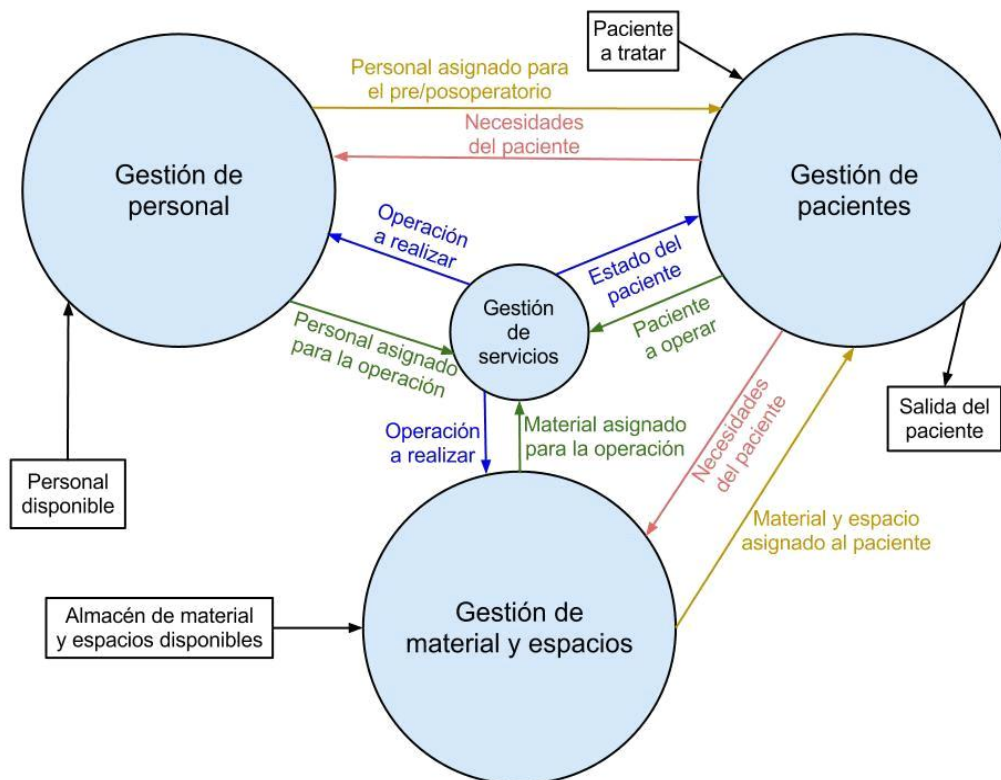 Paciente
a tratar
Personal asignado para
el pre/posoperatorio
Necesidades
del paciente
Gestión de
personal
Gestión de
pacientes
Operación
a realizar
Estado del
paciente
Gestión
de
servicios
Paciente
a operar
Personal asignado
para la operación
Salida del
paciente
Operación
a realizar
Material asignado
para la operación
Necesidades
del paciente
Personal
disponible
Material y espacio
asignado al paciente
Almacén de material
y espacios disponibles
Gestión de
material y espacios